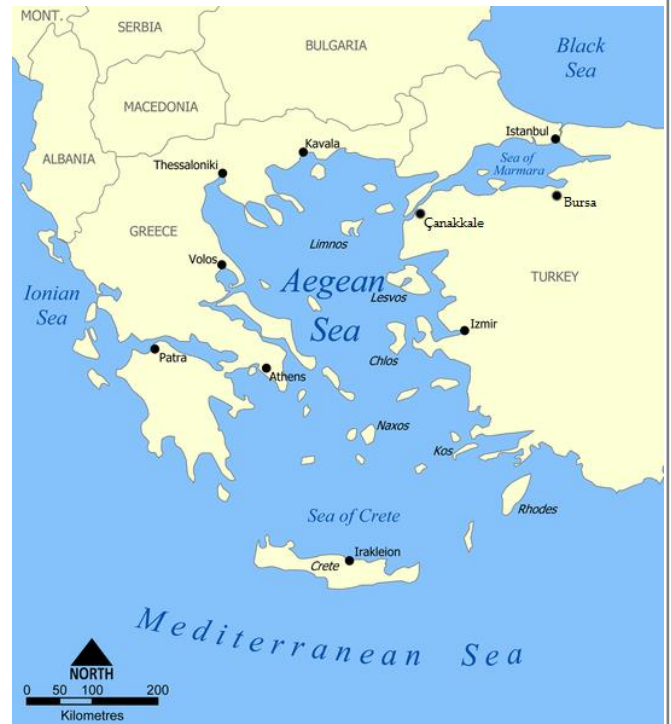 MONT.
SERBIA
BULGARIA
Black
Sea
MACEDONIA
ALBANIA
Istanbul
Kavala
Sea of
Marmara
Thessaloniki
Bursa
Çanakkale
GREECE
Limnos
Volos
Aegean
Sea
Lesvos
TURKEY
Ionian
Sea
Izmir
Patra
Chlos
Athens
Naxos
Kos
Rhodes
Sea of Crete
Irakleion
Crete
Mediterranean Sea
NORTH
0 50 100 200
Kilometres